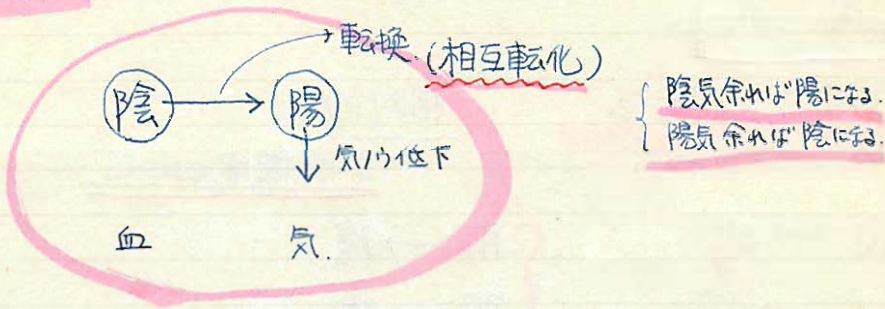 転換. (相互転化)
陰 → 陽
陰気余れば陽になる.
陽気余れば陰になる.
気ノウ低下
血 気.